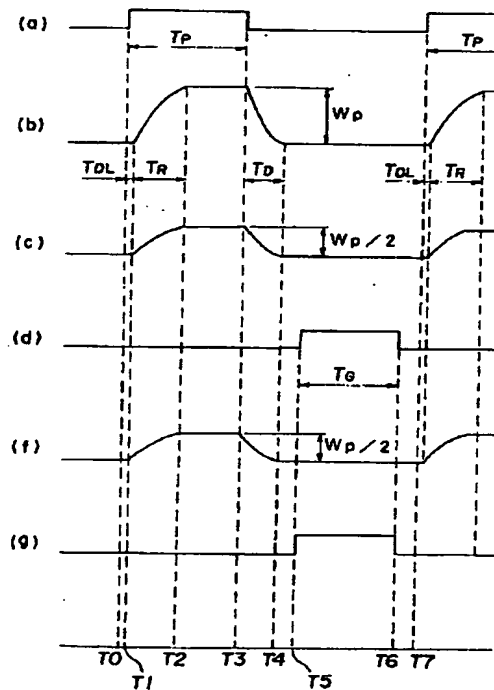 (a)
TP TP
(b)
WP
TDL TR TD TDL TR
(c)
WP/2
(d)
TG
(f)
WP/2
(g)
T0 T2 T3 T4 T6 T7
T1 T5